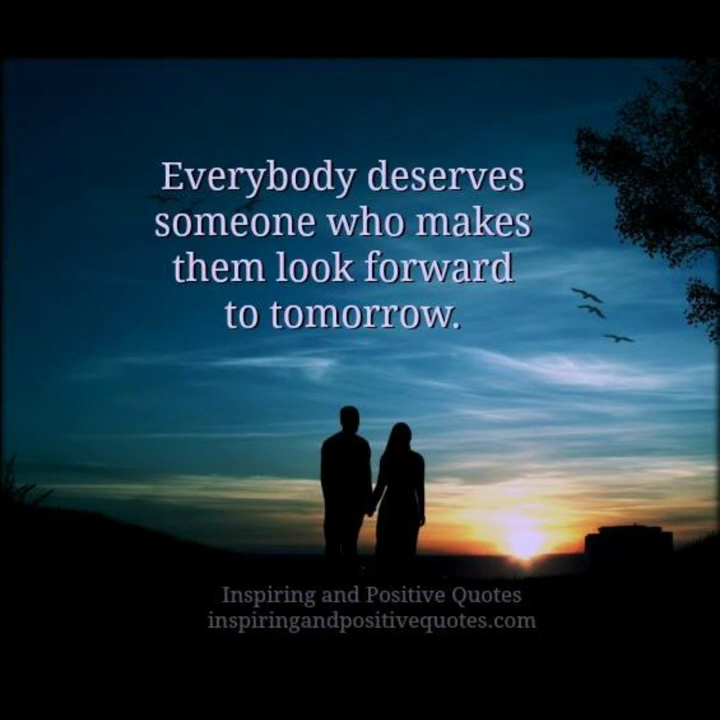 Everybody deserves
someone who makes
them look forward
to tomorrow.
Inspiring and Positive Quotes
inspiringandpositivequotes.com